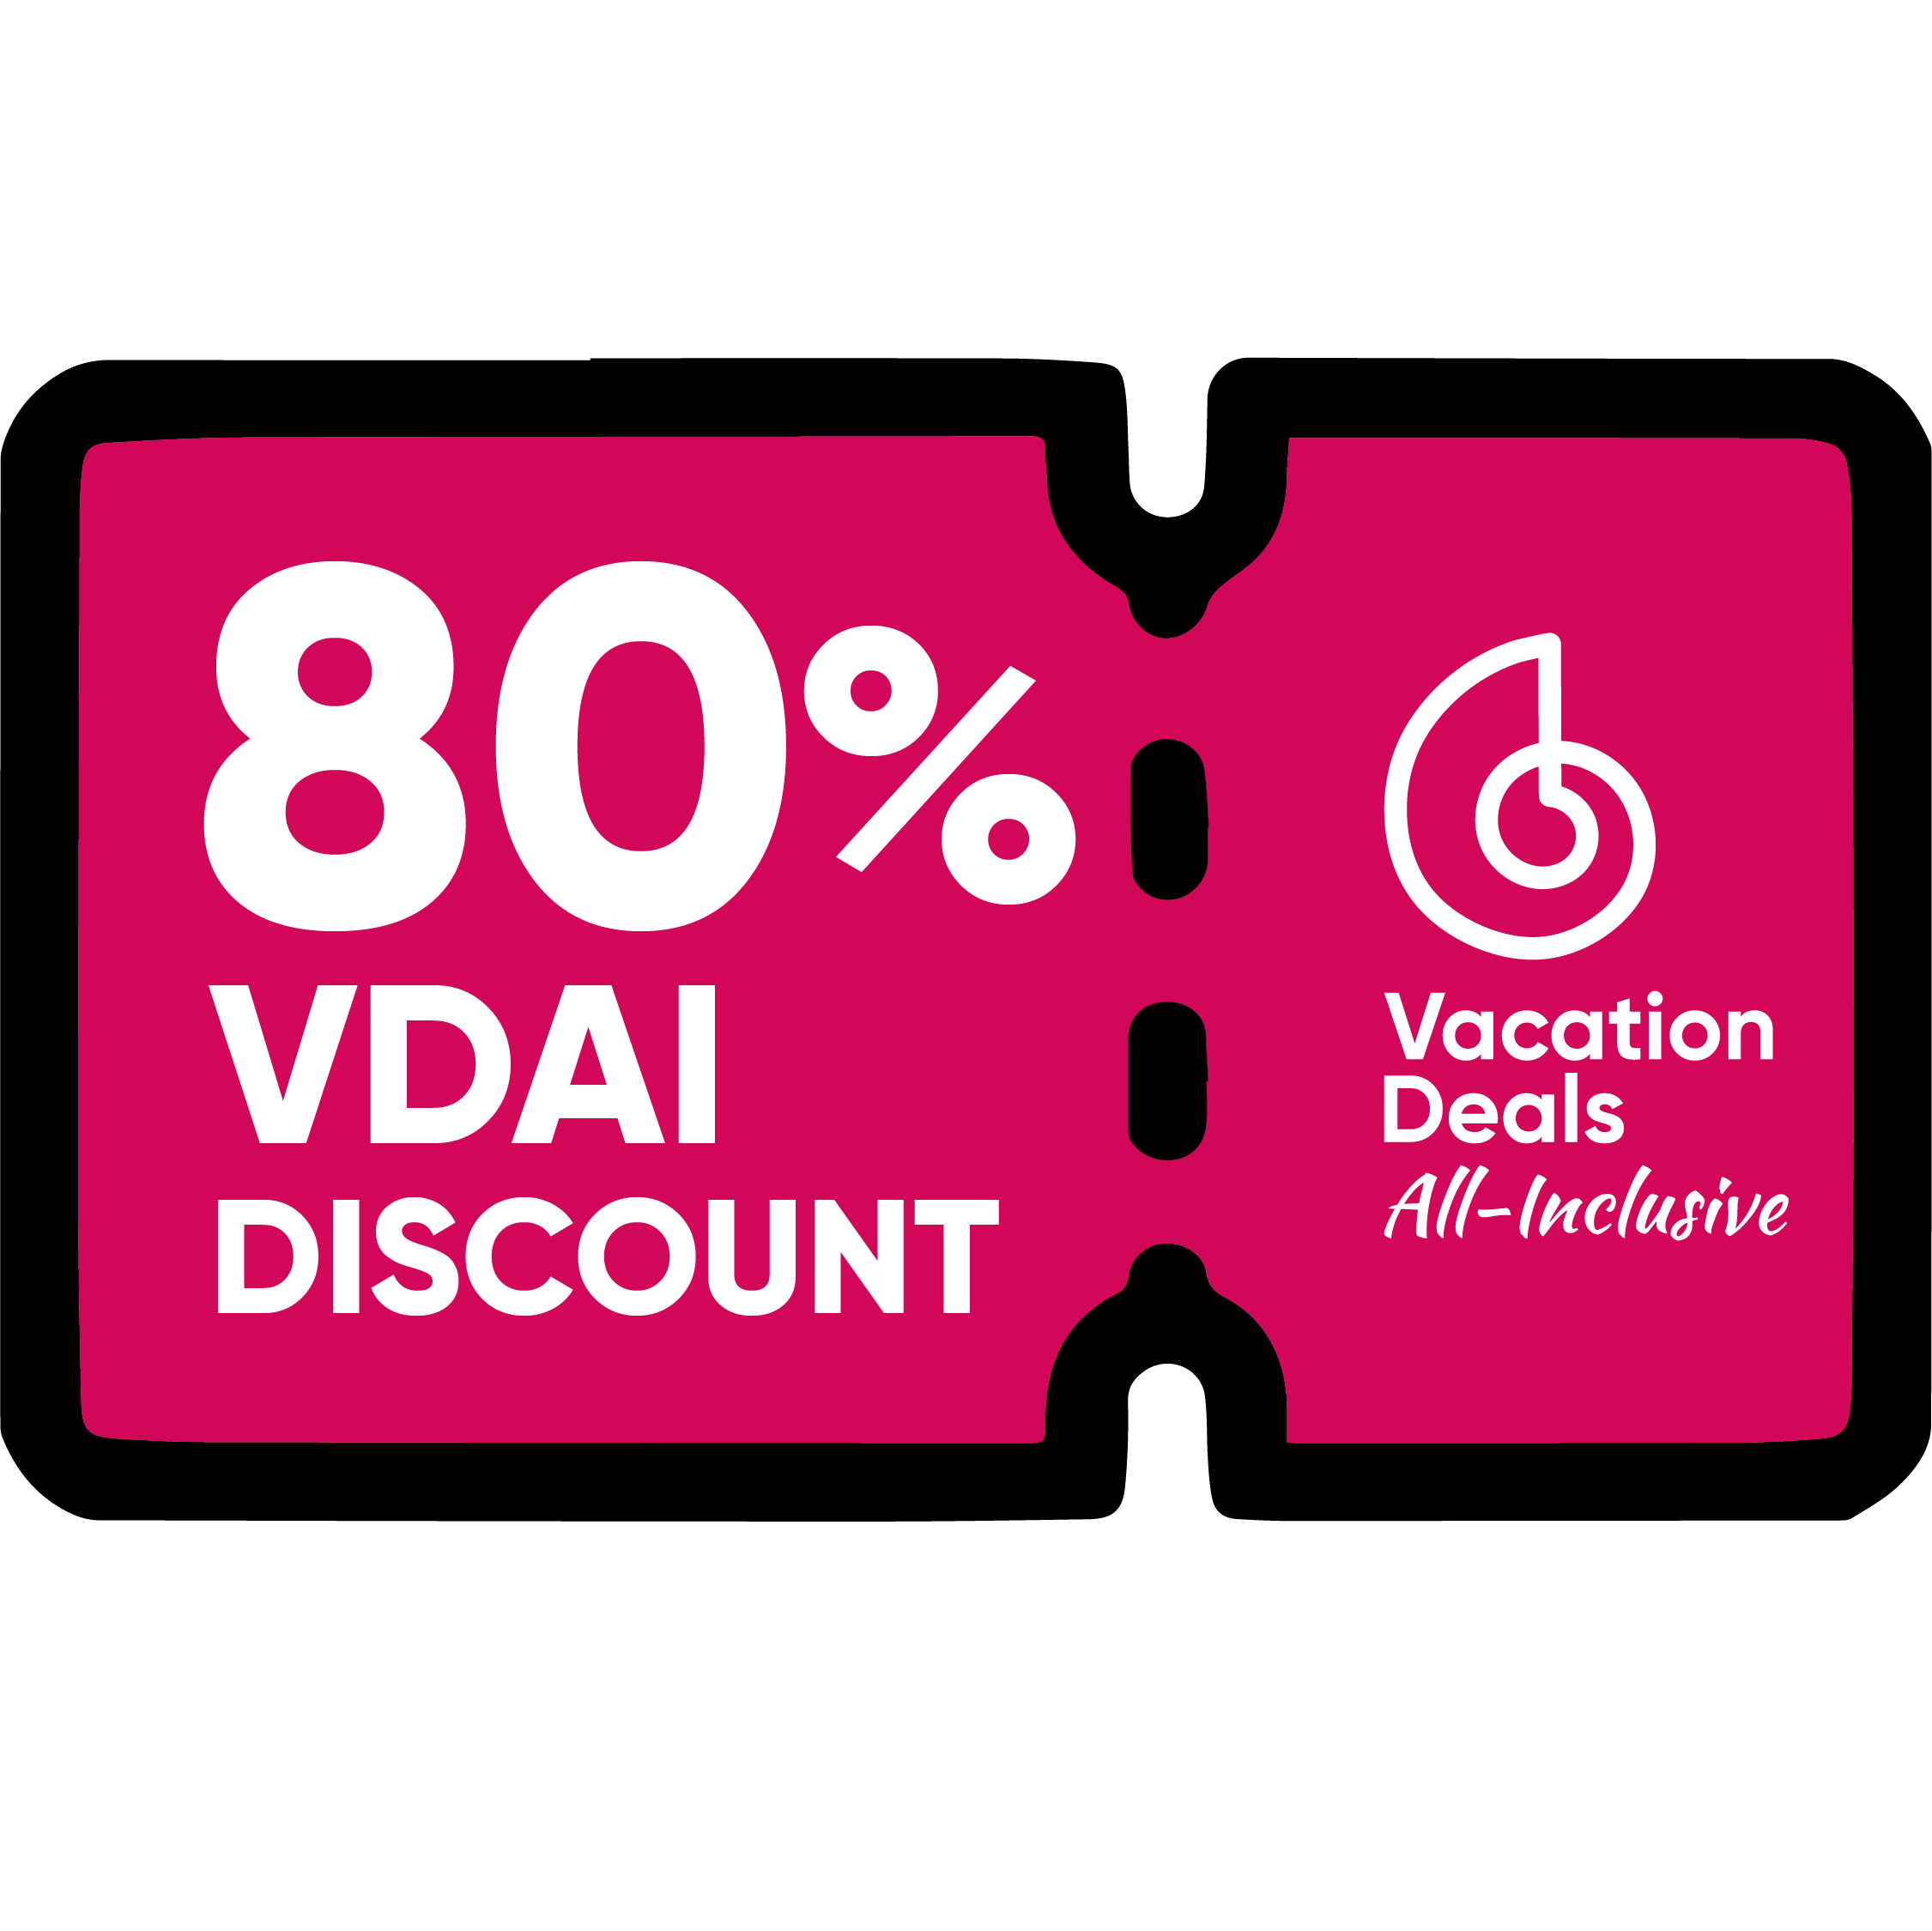 80%
VDAI
DISCOUNT
Vacation
Deals
All-Inclusive